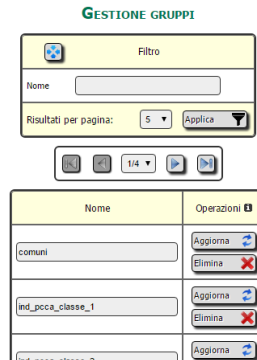 GESTIONE GRUPPI
Filtro
Nome
Risultati per pagina: 5 Applica
1/4
Nome Operazioni
comuni
Aggiorna
Elimina
ind_pcca_classe_1
Aggiorna
Elimina
Aggiorna